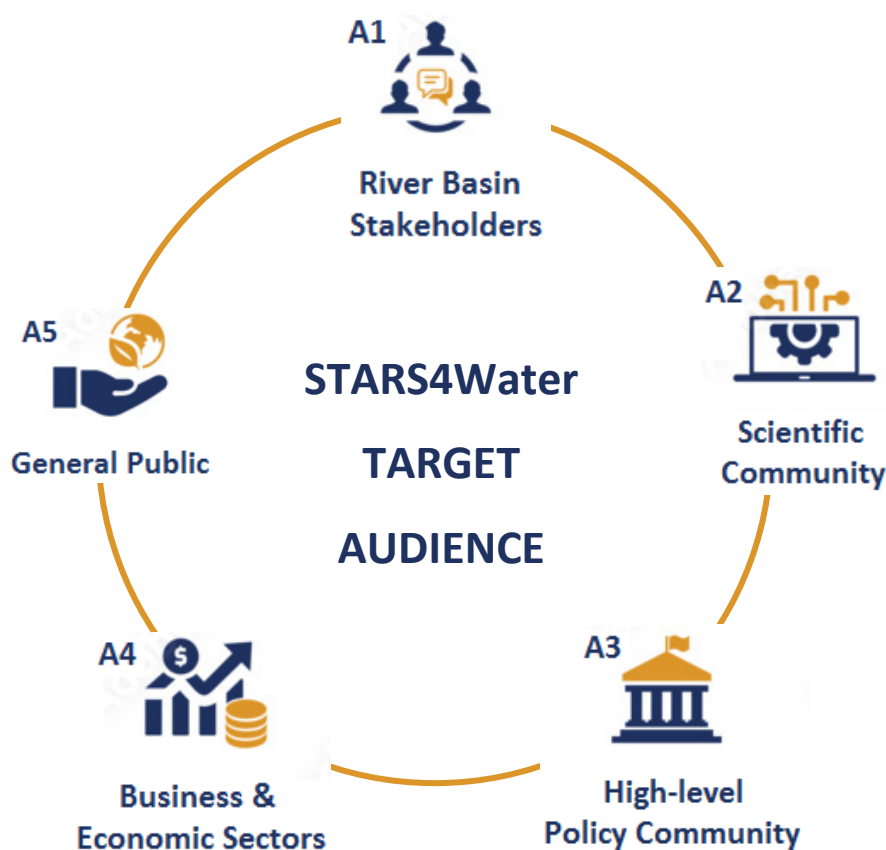 A1
River Basin
Stakeholders
A2
Scientific
Community
A3
High-level
Policy Community
A4
$
Business &
Economic Sectors
A5
General Public
STARS4Water
TARGET
AUDIENCE